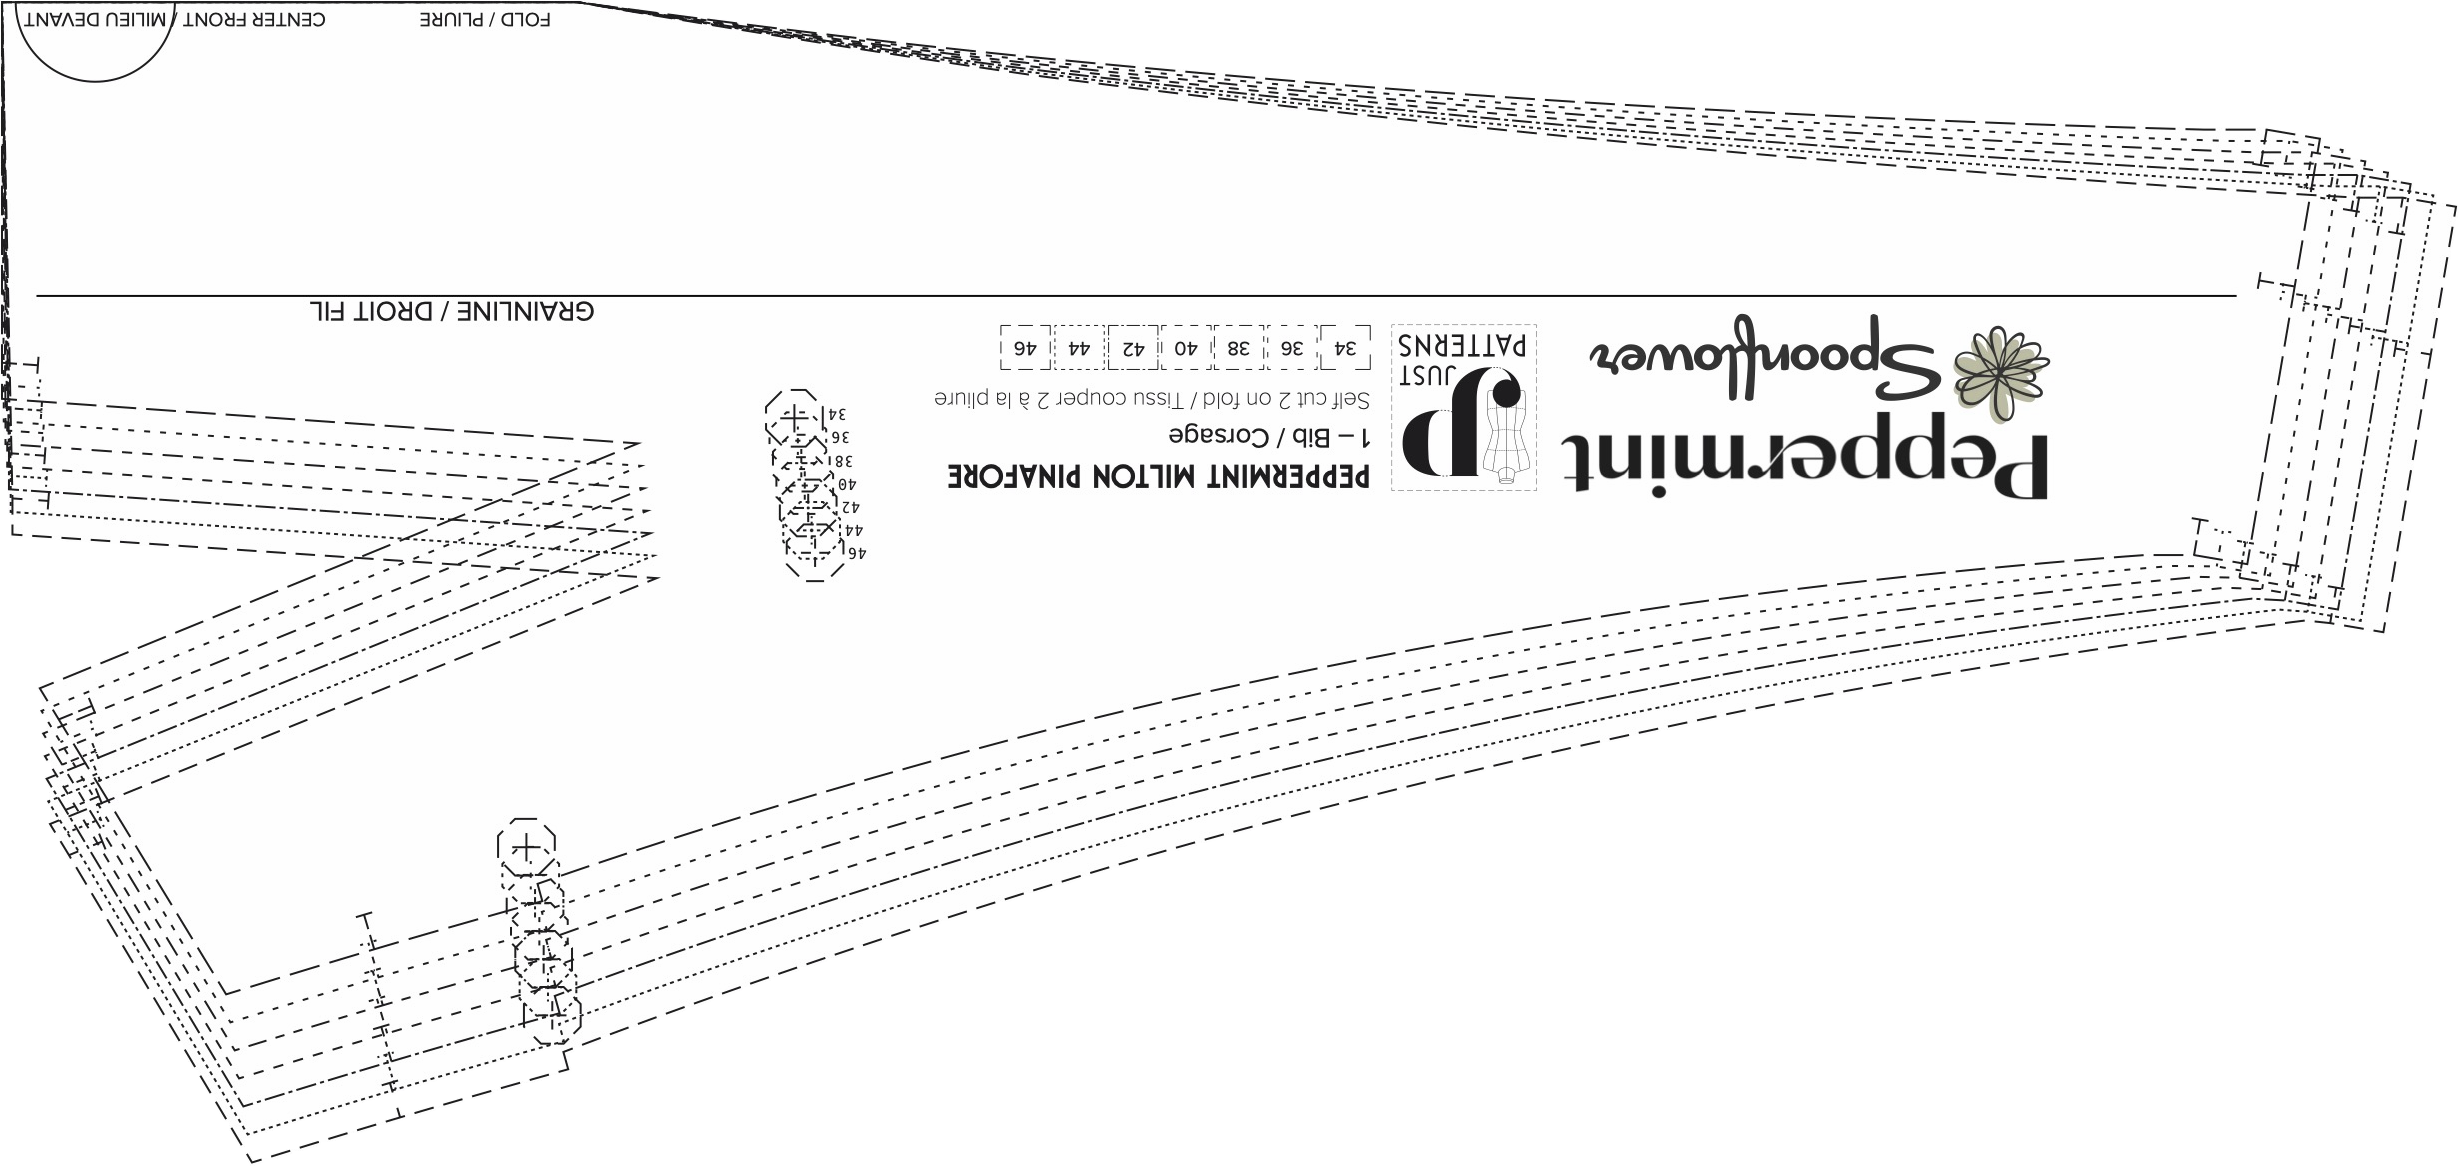 Peppermint
Spoonflower
JUST
PATTERNS
PEPPERMINT MILTON PINAFORE
1 – Bib / Corsage
Self cut 2 on fold / Tissu couper 2 à la pliure
34 36 38 40 42 44 46
46
44
42
40
38
36
34
GRAINLINE / DROIT FIL
FOLD / PLIURE
CENTER FRONT / MILIEU DEVANT